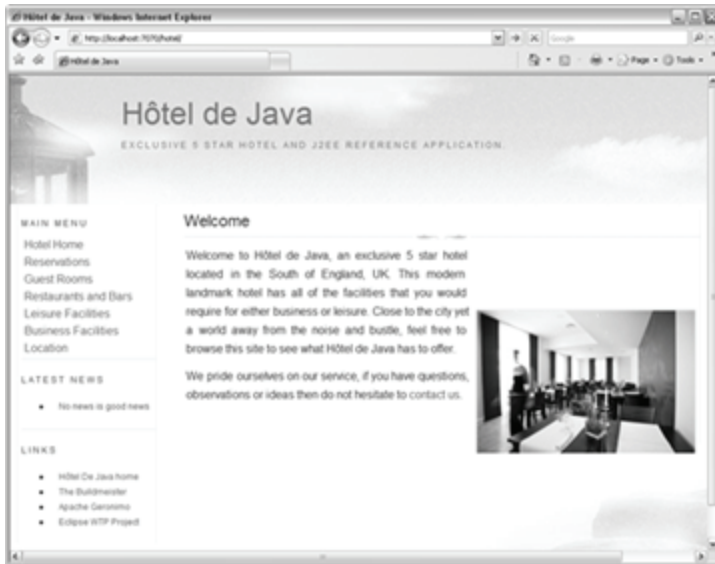 Hôtel de Java - Windows Internet Explorer
http://localhost:7070/hotel/
Google
Hôtel de Java
Page
Tools
Hôtel de Java
EXCLUSIVE 5 STAR HOTEL AND J2EE REFERENCE APPLICATION.
MAIN MENU
Hotel Home
Reservations
Guest Rooms
Restaurants and Bars
Leisure Facilities
Business Facilities
Location
LATEST NEWS
No news is good news
LINKS
Hôtel De Java home
The Buildmeister
Apache Geronimo
Eclipse WTP Project
Welcome
Welcome to Hôtel de Java, an exclusive 5 star hotel
located in the South of England, UK. This modern
landmark hotel has all of the facilities that you would
require for either business or leisure. Close to the city yet
a world away from the noise and bustle, feel free to
browse this site to see what Hôtel de Java has to offer.
We pride ourselves on our service, if you have questions,
observations or ideas then do not hesitate to contact us.